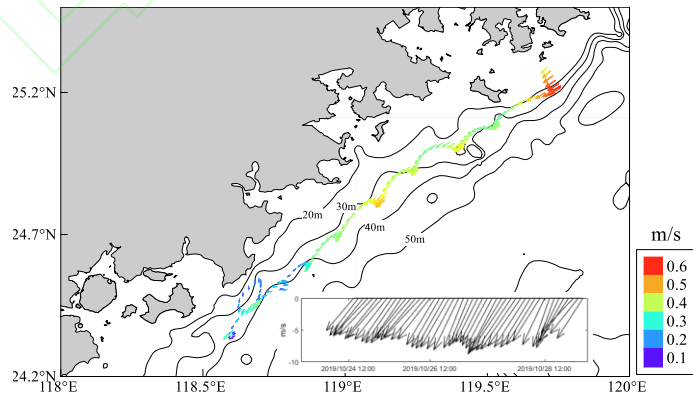 m/s
0.6
0.5
0.4
0.3
0.2
0.1
25.2°N
24.7°N
24.2°N
20m
30m
40m
50m
0
-5
-10
m/s
2019/10/24 12:00
2019/10/26 12:00
2019/10/28 12:00
118°E
118.5°E
119°E
119.5°E
120°E